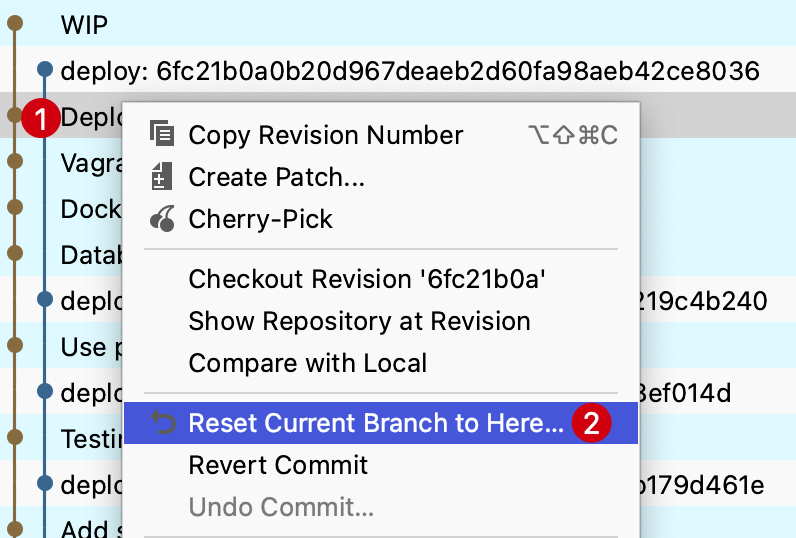 WIP
deploy: 6fc21b0a0b20d967deaeb2d60fa98aeb42ce8036
1 Deplo
Copy Revision Number ⌥⇧⌘C
Vagra
Create Patch...
Dock
Cherry-Pick
Datab
Checkout Revision '6fc21b0a'
deplo 219c4b240
Show Repository at Revision
Use p
Compare with Local
deplo 3ef014d
Reset Current Branch to Here... 2
Testin
Revert Commit
deplo b179d461e
Undo Commit...
Add s